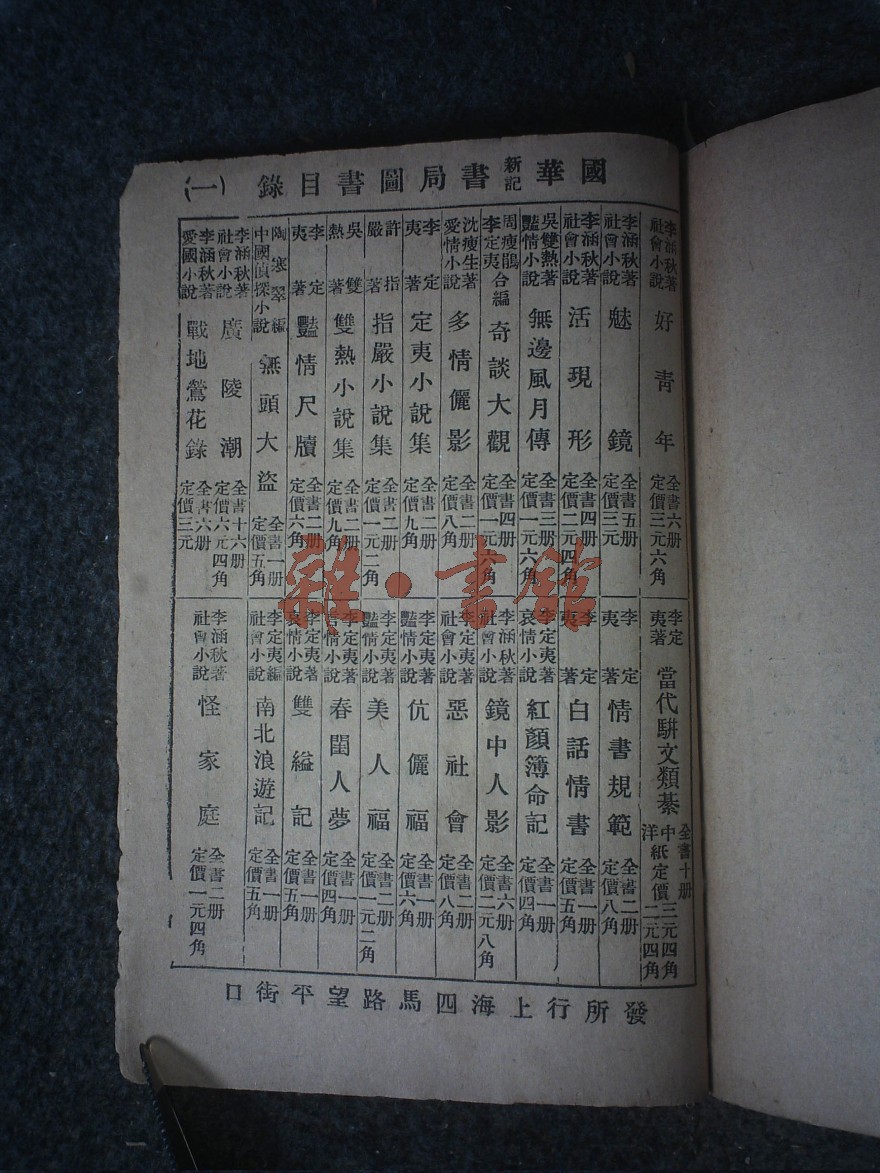 國華新記書局圖書目錄（一）
李涵秋著 社會小說 好青年 全書六册 定價三元六角
李涵秋著 社會小說 魅鏡 全書五册 定價三元
李涵秋著 社會小說 活現形 全書四册 定價二元四角
吳雙熱著 豔情小說 無邊風月傳 全書三册 定價一元六角
周瘦鵑 李定夷 合編 奇談大觀 全書四册 定價一元六角
沈瘦生著 愛情小說 多情儷影 全書二册 定價八角
李定夷著 定夷小說集 全書二册 定價九角
許指嚴著 指嚴小說集 全書二册 定價一元二角
吳雙熱著 雙熱小說集 全書二册 定價九角
李定夷著 豔情尺牘 全書二册 定價六角
陶寒翠編 中國偵探小說 無頭大盜 全書一册 定價五角
李涵秋著 社會小說 廣陵潮 全書十六册 定價六元四角
李涵秋著 愛國小說 戰地鶯花錄 全書六册 定價三元
李定夷著 當代駢文類纂 全書十册 中紙定價三元四角 洋紙定價二元四角
李定夷著 情書規範 全書二册 定價八角
李定夷著 白話情書 全書一册 定價五角
李定夷著 哀情小說 紅顏簿命記 全書一册 定價四角
李涵秋著 社會小說 鏡中人影 全書六册 定價二元八角
李定夷著 社會小說 惡社會 全書二册 定價八角
李定夷著 豔情小說 伉儷福 全書一册 定價六角
李定夷著 豔情小說 美人福 全書二册 定價一元二角
李定夷著 言情小說 春閨人夢 全書一册 定價四角
李定夷著 哀情小說 雙縊記 全書一册 定價五角
李定夷編 社會小說 南北浪遊記 全書一册 定價五角
李涵秋著 社會小說 怪家庭 全書二册 定價一元四角
發所行上海四馬路望平街口
雜·書館